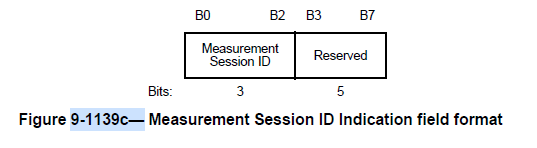 B0 B2 B3 B7
Measurement
Session ID
Reserved
Bits: 3 5
Figure 9-1139c— Measurement Session ID Indication field format